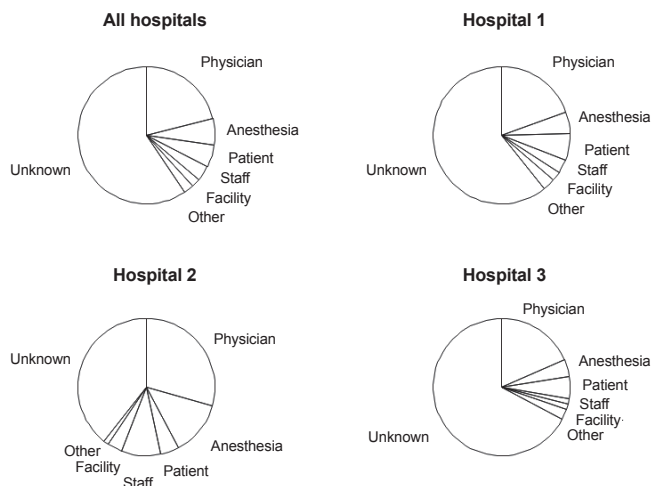 All hospitals
Physician
Anesthesia
Patient
Staff
Facility
Other
Unknown
Hospital 1
Physician
Anesthesia
Patient
Staff
Facility
Other
Unknown
Hospital 2
Physician
Anesthesia
Patient
Staff
Facility
Other
Unknown
Hospital 3
Physician
Anesthesia
Patient
Staff
Facility
Other
Unknown